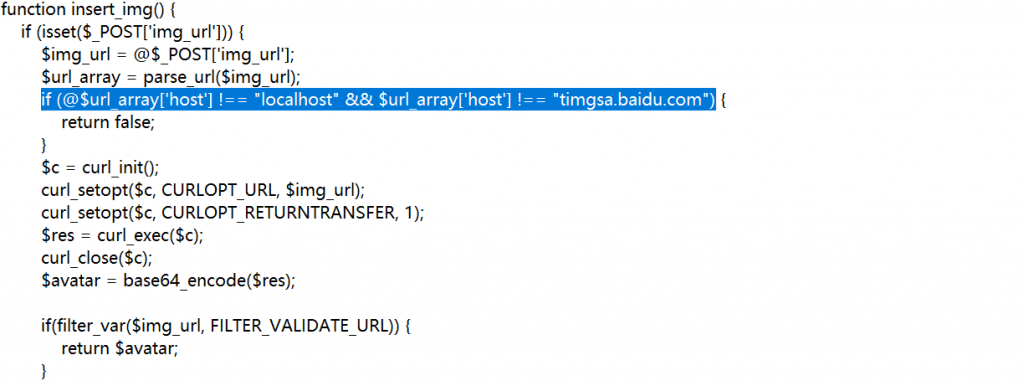 function insert_img() {
if (isset($_POST['img_url'])) {
$img_url = @$_POST['img_url'];
$url_array = parse_url($img_url);
if (@$url_array['host'] !== "localhost" && $url_array['host'] !== "timgsa.baidu.com") {
return false;
}
$c = curl_init();
curl_setopt($c, CURLOPT_URL, $img_url);
curl_setopt($c, CURLOPT_RETURNTRANSFER, 1);
$res = curl_exec($c);
curl_close($c);
$avatar = base64_encode($res);
if(filter_var($img_url, FILTER_VALIDATE_URL)) {
return $avatar;
}